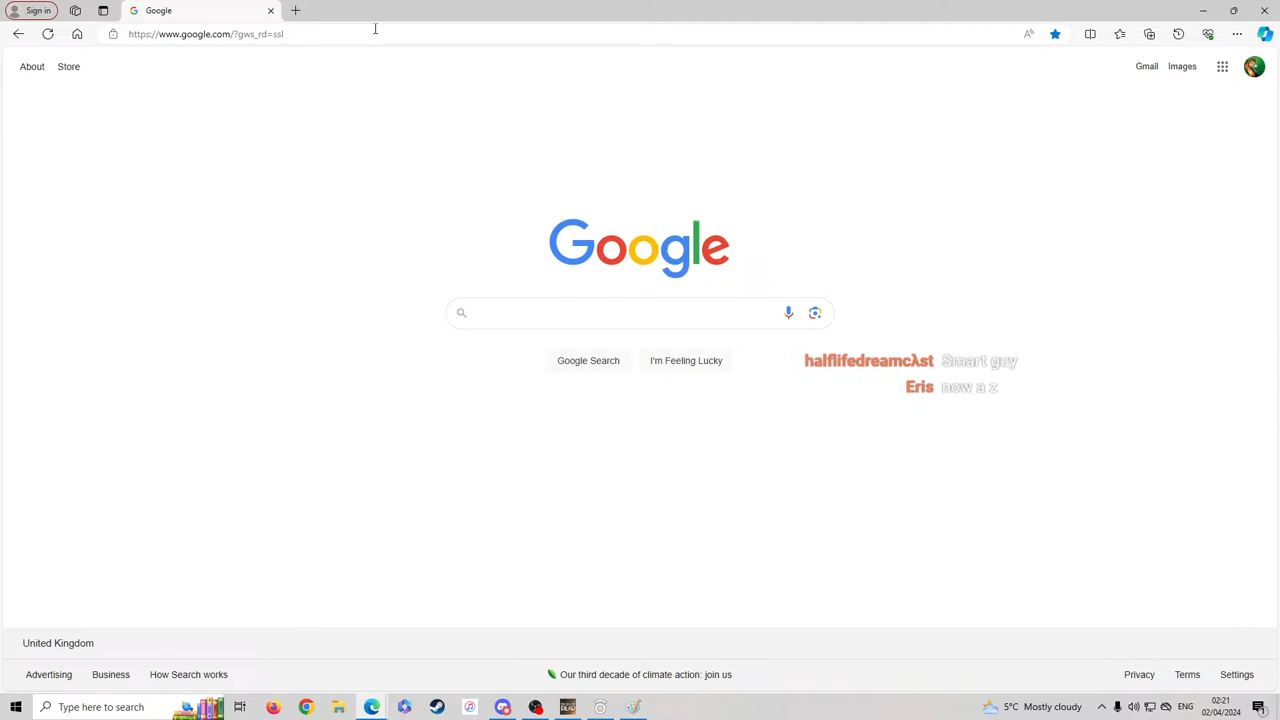 Sign in
Google
https://www.google.com/?gws_rd=ssl
About Store
Gmail Images
Google
Google Search I'm Feeling Lucky
halflifedreamcλst Smart guy
Eris now a z
United Kingdom
Advertising Business How Search works
Our third decade of climate action: join us
Privacy Terms Settings
Type here to search
5°C Mostly cloudy
ENG
02:21
02/04/2024